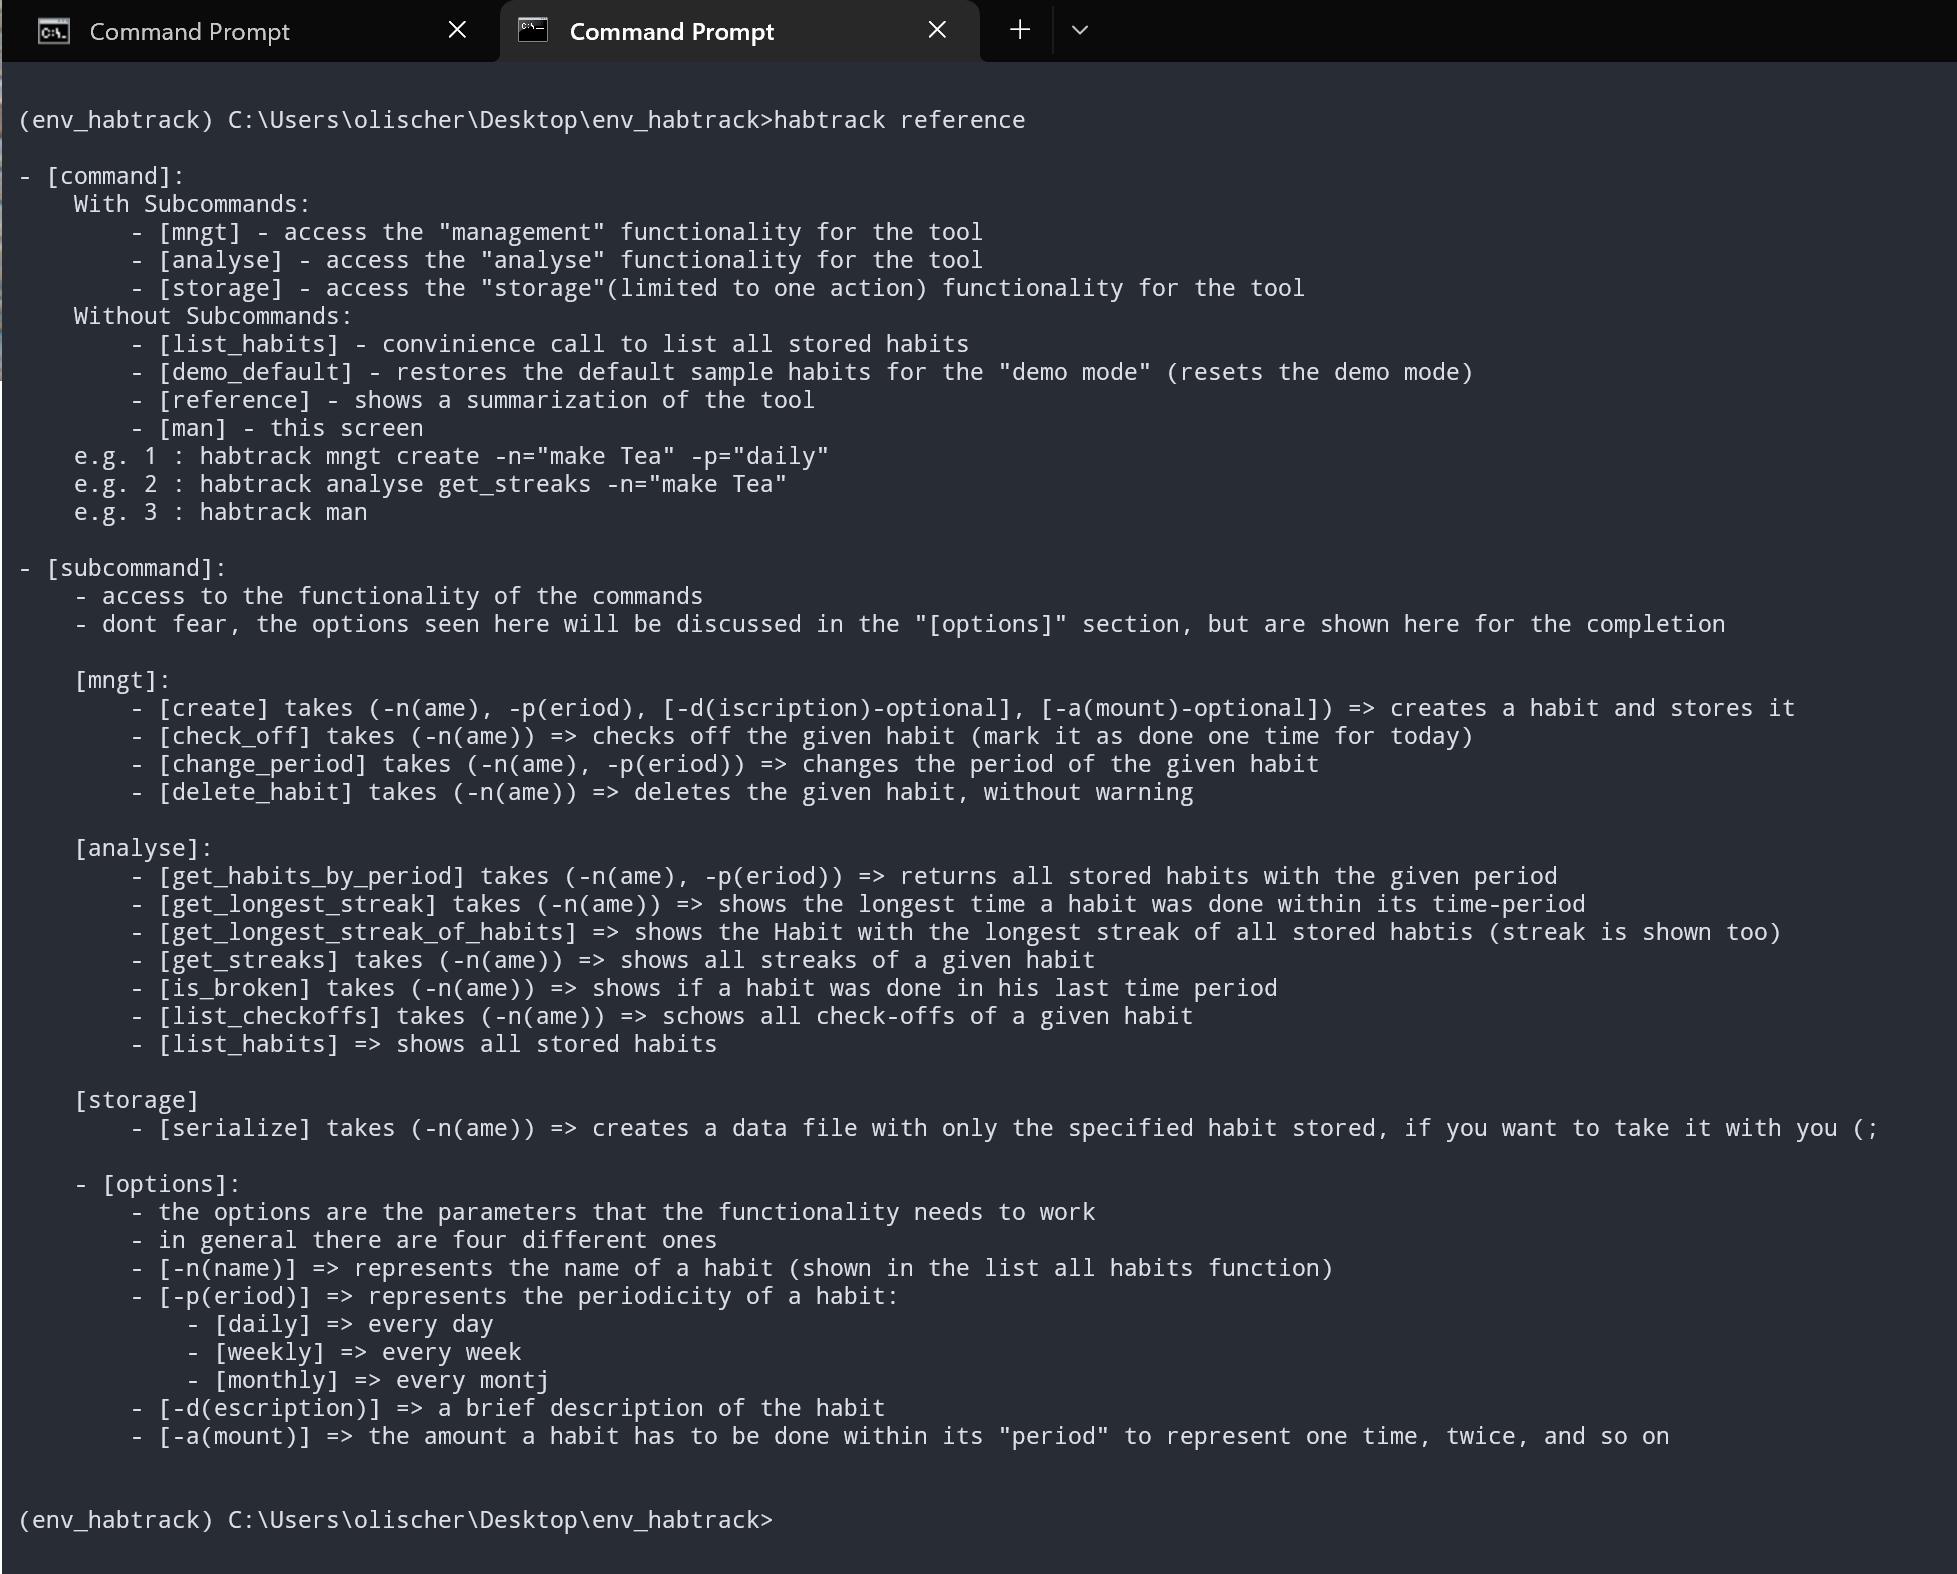 Command Prompt
Command Prompt
(env_habtrack) C:\Users\olischer\Desktop\env_habtrack>habtrack reference
- [command]:
With Subcommands:
- [mngt] - access the "management" functionality for the tool
- [analyse] - access the "analyse" functionality for the tool
- [storage] - access the "storage"(limited to one action) functionality for the tool
Without Subcommands:
- [list_habits] - convinience call to list all stored habits
- [demo_default] - restores the default sample habits for the "demo mode" (resets the demo mode)
- [reference] - shows a summarization of the tool
- [man] - this screen
e.g. 1 : habtrack mngt create -n="make Tea" -p="daily"
e.g. 2 : habtrack analyse get_streaks -n="make Tea"
e.g. 3 : habtrack man
- [subcommand]:
- access to the functionality of the commands
- dont fear, the options seen here will be discussed in the "[options]" section, but are shown here for the completion
[mngt]:
- [create] takes (-n(ame), -p(eriod), [-d(iscription)-optional], [-a(mount)-optional]) => creates a habit and stores it
- [check_off] takes (-n(ame)) => checks off the given habit (mark it as done one time for today)
- [change_period] takes (-n(ame), -p(eriod)) => changes the period of the given habit
- [delete_habit] takes (-n(ame)) => deletes the given habit, without warning
[analyse]:
- [get_habits_by_period] takes (-n(ame), -p(eriod)) => returns all stored habits with the given period
- [get_longest_streak] takes (-n(ame)) => shows the longest time a habit was done within its time-period
- [get_longest_streak_of_habits] => shows the Habit with the longest streak of all stored habtis (streak is shown too)
- [get_streaks] takes (-n(ame)) => shows all streaks of a given habit
- [is_broken] takes (-n(ame)) => shows if a habit was done in his last time period
- [list_checkoffs] takes (-n(ame)) => schows all check-offs of a given habit
- [list_habits] => shows all stored habits
[storage]
- [serialize] takes (-n(ame)) => creates a data file with only the specified habit stored, if you want to take it with you (;
- [options]:
- the options are the parameters that the functionality needs to work
- in general there are four different ones
- [-n(name)] => represents the name of a habit (shown in the list all habits function)
- [-p(eriod)] => represents the periodicity of a habit:
- [daily] => every day
- [weekly] => every week
- [monthly] => every montj
- [-d(escription)] => a brief description of the habit
- [-a(mount)] => the amount a habit has to be done within its "period" to represent one time, twice, and so on
(env_habtrack) C:\Users\olischer\Desktop\env_habtrack>